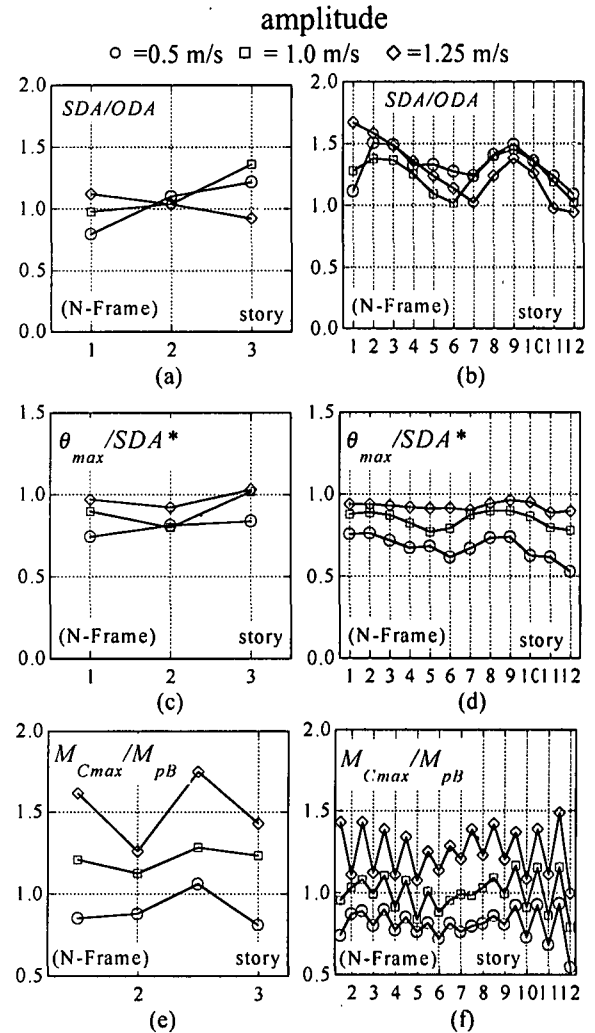 amplitude
○ =0.5 m/s □ = 1.0 m/s ◇ =1.25 m/s
2.0
1.5
1.0
0.5
0.0
SDA/ODA
(N-Frame) story
1 2 3
(a)
2.0
1.5
1.0
0.5
0.0
SDA/ODA
(N-Frame) story
1 2 3 4 5 6 7 8 9 10 11 12
(b)
1.5
1.0
0.5
0.0
θmax/SDA*
(N-Frame) story
1 2 3
(c)
1.5
1.0
0.5
0.0
θmax/SDA*
(N-Frame) story
1 2 3 4 5 6 7 8 9 10 11 12
(d)
2.0
1.5
1.0
0.5
MCmax/MpB
(N-Frame) story
2 3
(e)
2.0
1.5
1.0
0.5
MCmax/MpB
(N-Frame) story
2 3 4 5 6 7 8 9 10 11 12
(f)